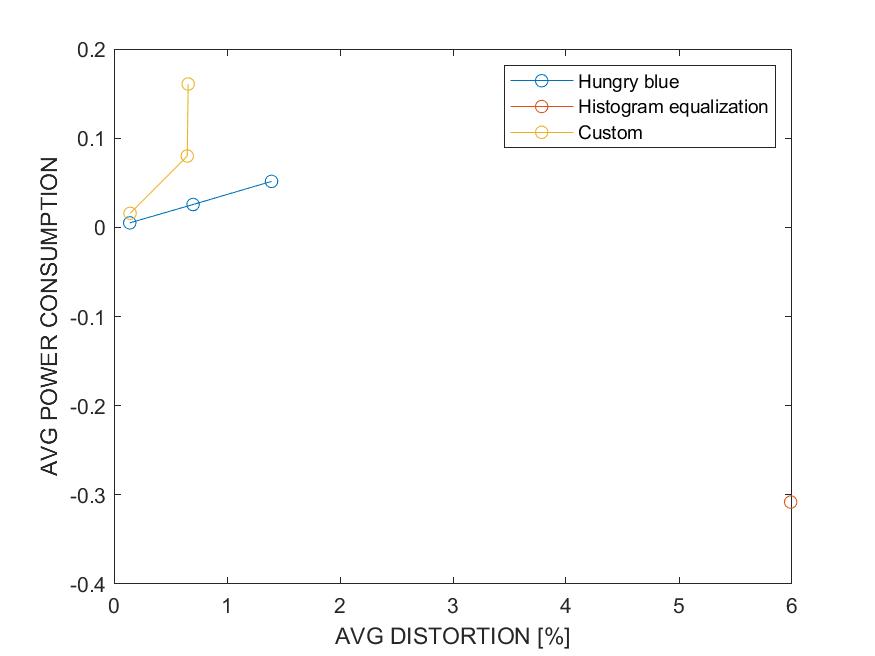 0.2
0.1
0
-0.1
-0.2
-0.3
-0.4
AVG POWER CONSUMPTION
Hungry blue
Histogram equalization
Custom
0 1 2 3 4 5 6
AVG DISTORTION [%]